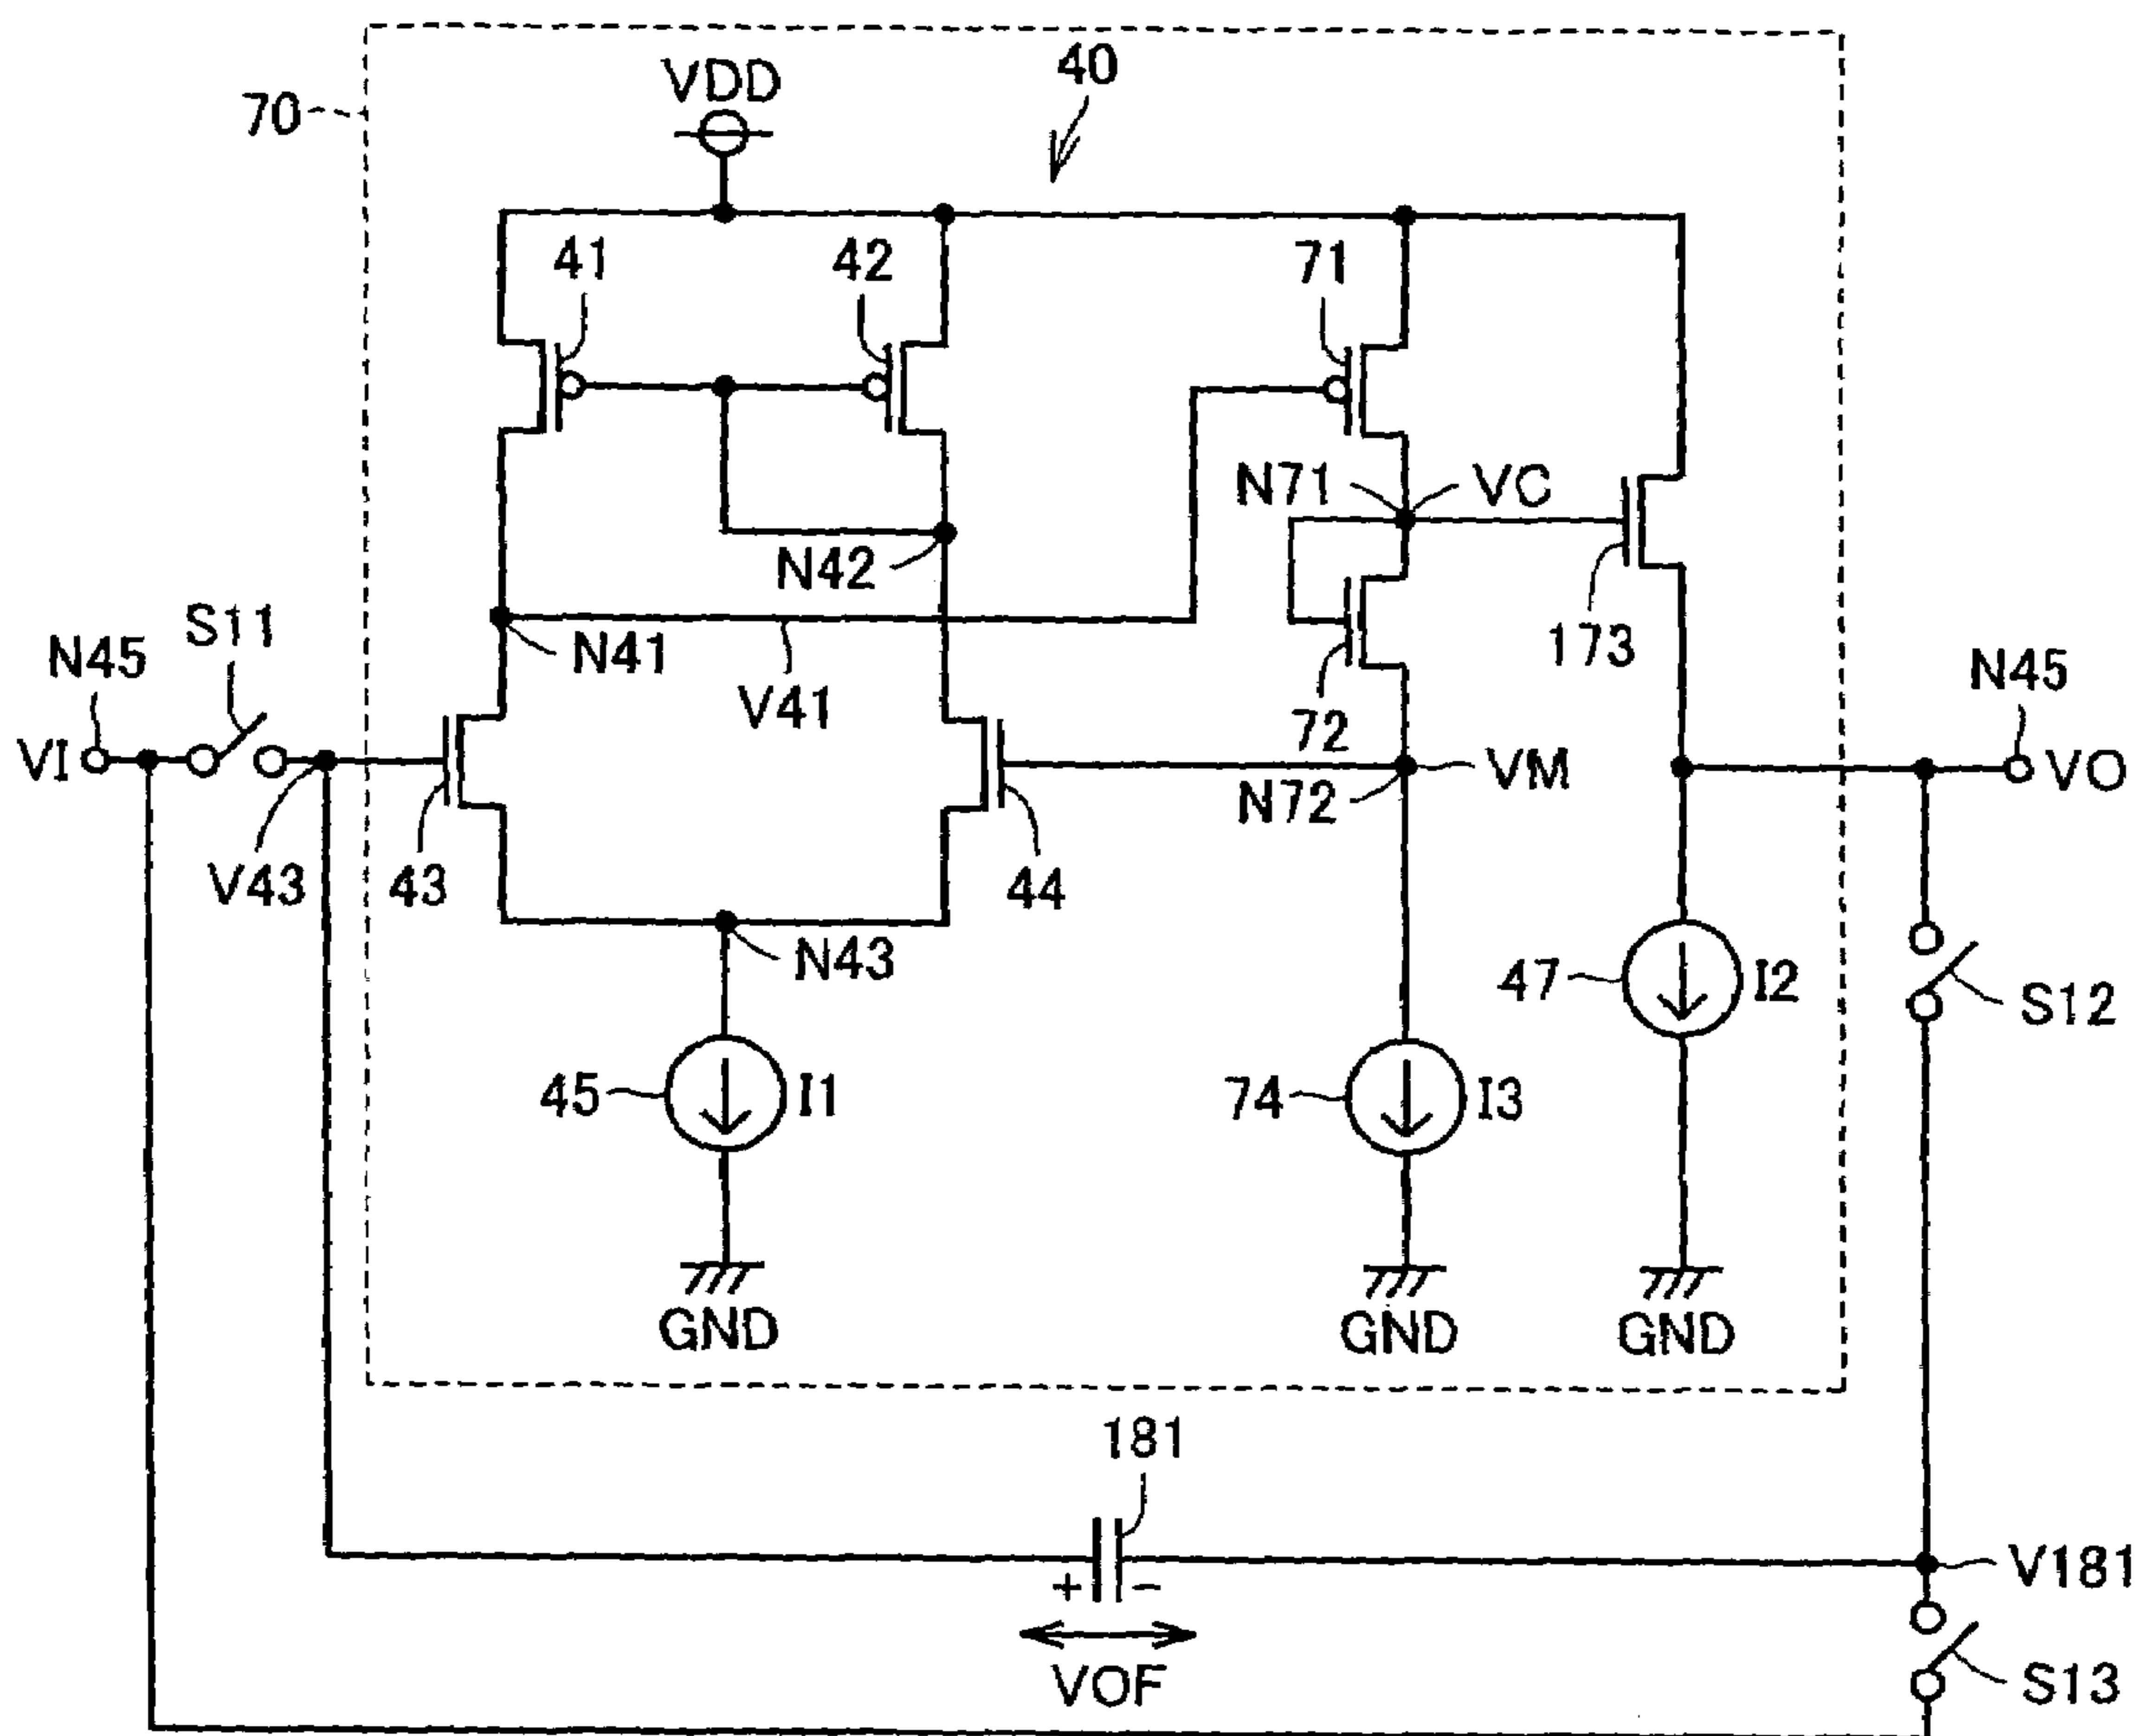 40
VDD
70
41
42
71
N71
VC
N42
S11
N45
N41
173
V41
72
N45
VI
VM
VO
N72
V43
43
44
N43
47
I2
S12
45
I1
74
I3
GND
GND
GND
181
V181
+
-
VOF
S13